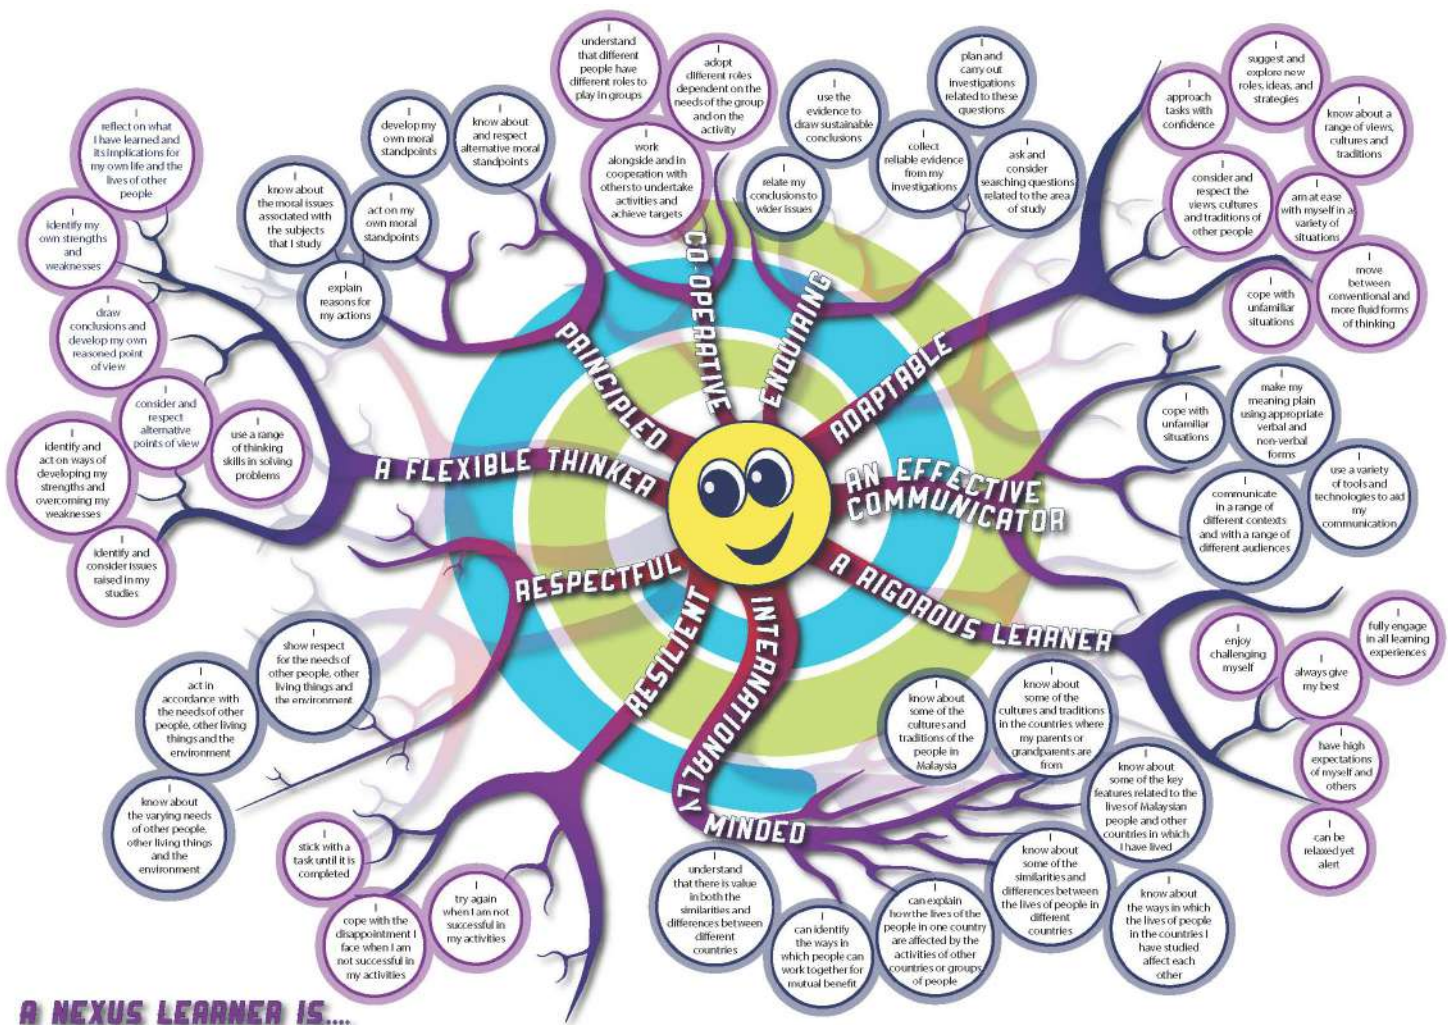 I
reflect on what
I have learned and
its implications for
my own life and the
lives of other
people
I
identify my
own strengths
and
weaknesses
I
draw
conclusions and
develop my own
reasoned point
of view
I
consider and
respect
alternative
points of view
I
use a range
of thinking
skills in solving
problems
I
identify and
act on ways of
developing my
strengths and
overcoming my
weaknesses
I
identify and
consider issues
raised in my
studies
A FLEXIBLE THINKER
I
develop my
own moral
standpoints
I
know about
and respect
alternative moral
standpoints
I
know about
the moral issues
associated with
the subjects
that I study
I
act on my
own moral
standpoints
I
explain
reasons for
my actions
PRINCIPLED
I
understand
that different
people have
different roles to
play in groups
I
adopt
different roles
dependent on the
needs of the group
and on the
activity
I
work
alongside and in
cooperation with
others to undertake
activities and
achieve targets
CO-OPERATIVE
I
plan and
carry out
investigations
related to these
questions
I
use the
evidence to
draw sustainable
conclusions
I
collect
reliable evidence
from my
investigations
I
ask and
consider
searching questions
related to the area
of study
I
relate my
conclusions to
wider issues
ENQUIRING
I
suggest and
explore new
roles, ideas, and
strategies
I
approach
tasks with
confidence
I
know about a
range of views,
cultures and
traditions
I
consider and
respect the
views, cultures
and traditions of
other people
I
am at ease
with myself in a
variety of
situations
I
cope with
unfamiliar
situations
I
move
between
conventional and
more fluid forms
of thinking
ADAPTABLE
I
cope with
unfamiliar
situations
I
make my
meaning plain
using appropriate
verbal and
non-verbal
forms
I
use a variety
of tools and
technologies to aid
my
communication
I
communicate
in a range of
different contexts
and with a range of
different audiences
AN EFFECTIVE
COMMUNICATOR
A RIGOROUS LEARNER
I
enjoy
challenging
myself
I
fully engage
in all learning
experiences
I
always give
my best
I
have high
expectations
of myself and
others
I
can be
relaxed yet
alert
RESPECTFUL
I
show respect
for the needs of
other people, other
living things and
the environment
I
act in
accordance with
the needs of other
people, other living
things and the
environment
I
know about
the varying needs
of other people,
other living things
and the
environment
RESILIENT
I
stick with a
task until it is
completed
I
try again
when I am not
successful in
my activities
I
cope with the
disappointment I
face when I am
not successful in
my activities
INTERNATIONALLY
MINDED
I
know about
some of the
cultures and
traditions of the
people in
Malaysia
I
know about
some of the
cultures and traditions
in the countries where
my parents or
grandparents are
from
I
know about
some of the key
features related to the
lives of Malaysian
people and other
countries in which
I have lived
I
know about
some of the
similarities and
differences between
the lives of people in
different
countries
I
know about
the ways in which
the lives of people
in the countries I
have studied
affect each
other
I
can explain
how the lives of the
people in one country
are affected by the
activities of other
countries or groups
of people
I
can identify
the ways in
which people can
work together for
mutual benefit
I
understand
that there is value
in both the
similarities and
differences between
different
countries
A NEXUS LEARNER IS....